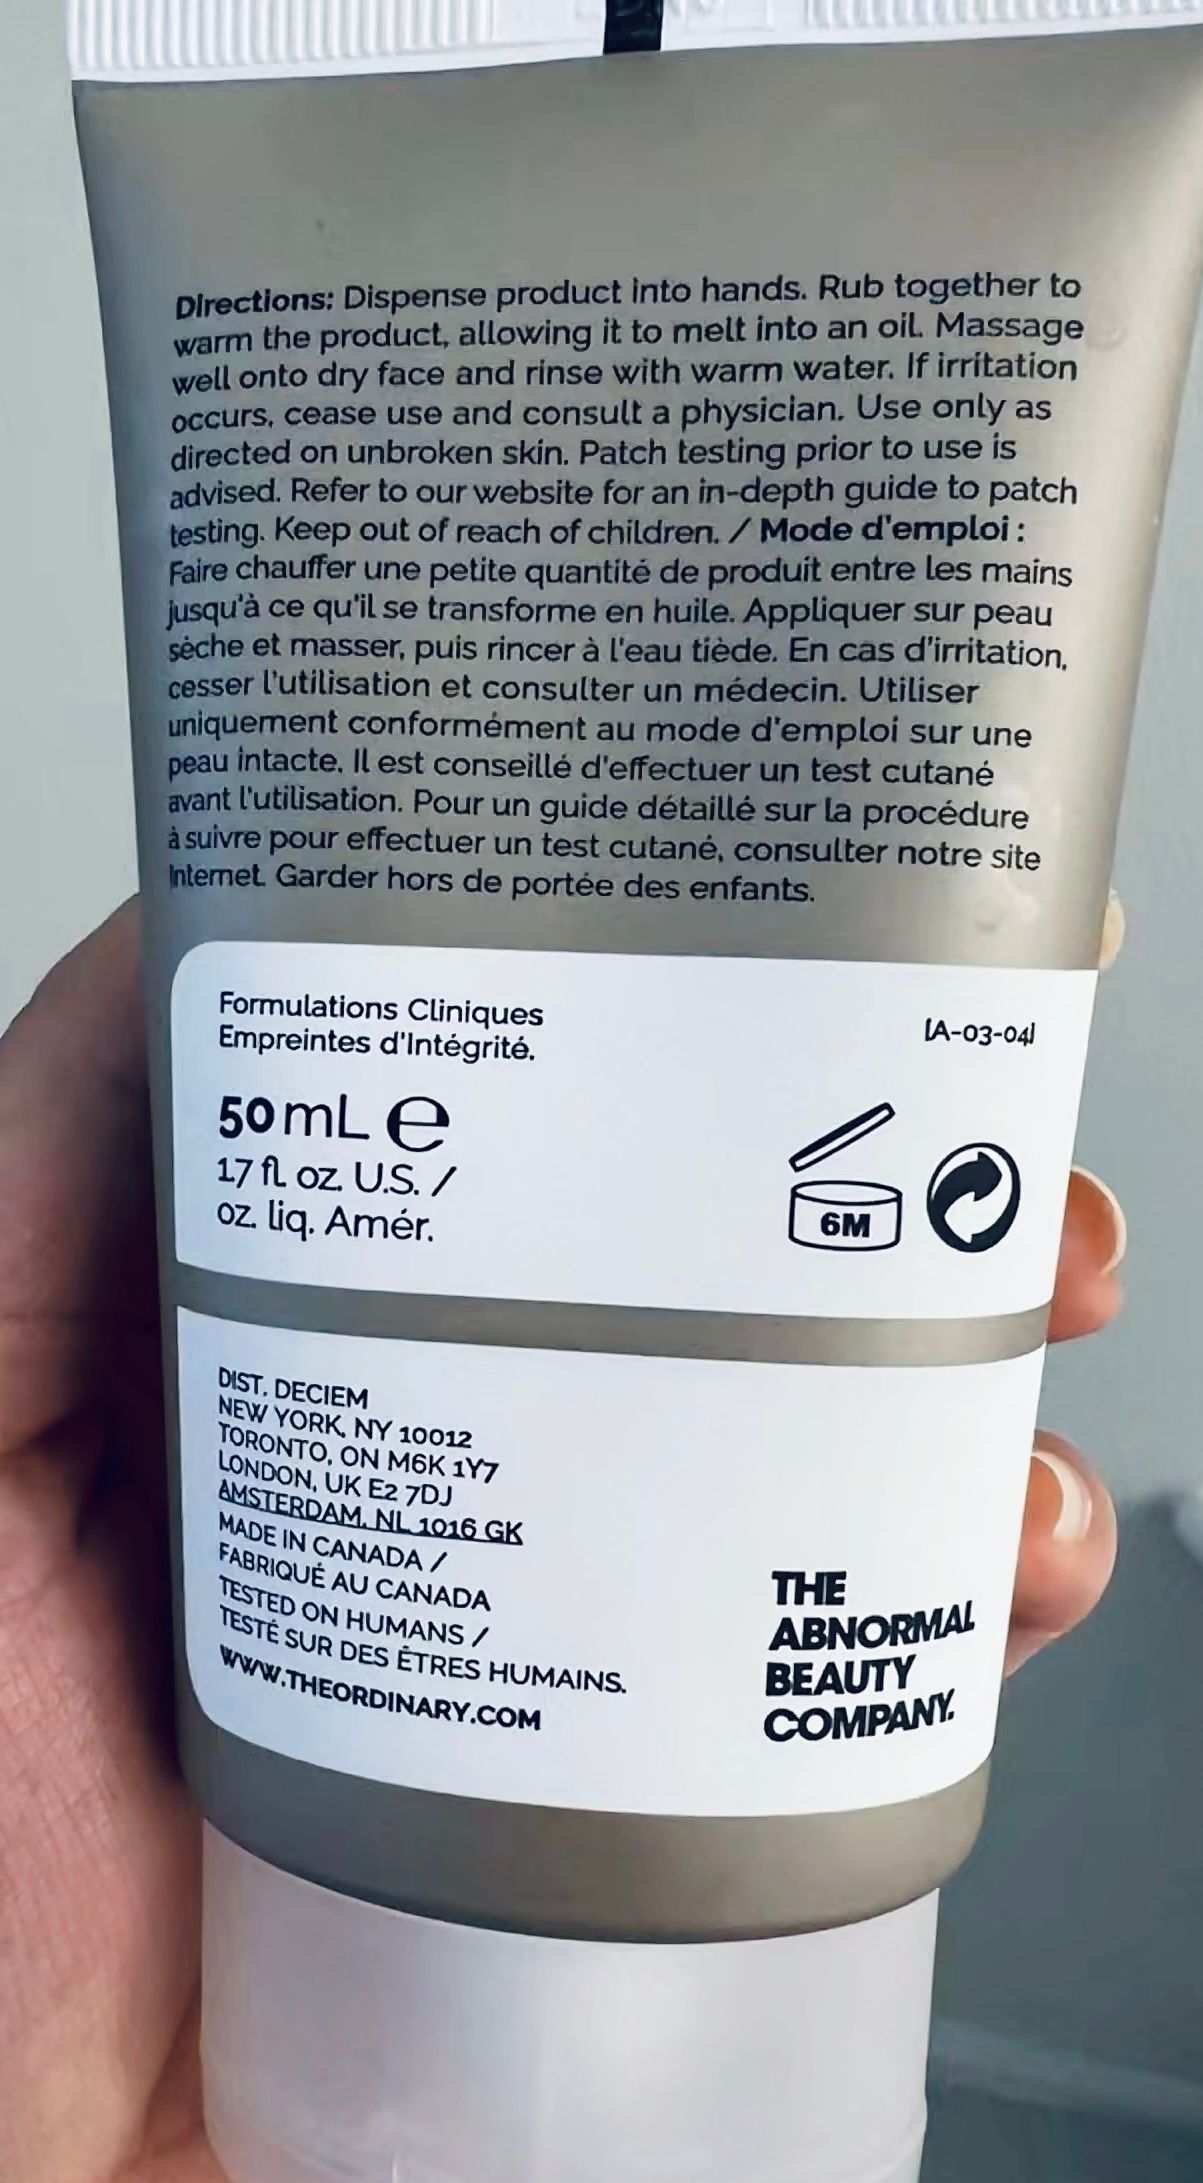 Directions: Dispense product into hands. Rub together to
warm the product, allowing it to melt into an oil. Massage
well onto dry face and rinse with warm water. If irritation
occurs, cease use and consult a physician. Use only as
directed on unbroken skin. Patch testing prior to use is
advised. Refer to our website for an in-depth guide to patch
testing. Keep out of reach of children. / Mode d'emploi :
Faire chauffer une petite quantité de produit entre les mains
jusqu'à ce qu'il se transforme en huile. Appliquer sur peau
sèche et masser, puis rincer à l'eau tiède. En cas d'irritation,
cesser l'utilisation et consulter un médecin. Utiliser
uniquement conformément au mode d'emploi sur une
peau intacte. Il est conseillé d'effectuer un test cutané
avant l'utilisation. Pour un guide détaillé sur la procédure
à suivre pour effectuer un test cutané, consulter notre site
Internet. Garder hors de portée des enfants.
Formulations Cliniques
Empreintes d'Intégrité.
[A-03-04]
50 mL e
1.7 fl. oz. U.S. /
oz. liq. Amér.
6M
DIST. DECIEM
NEW YORK, NY 10012
TORONTO, ON M6K 1Y7
LONDON, UK E2 7DJ
AMSTERDAM, NL 1016 GK
MADE IN CANADA /
FABRIQUÉ AU CANADA
TESTED ON HUMANS /
TESTÉ SUR DES ÊTRES HUMAINS.
WWW.THEORDINARY.COM
THE
ABNORMAL
BEAUTY
COMPANY.